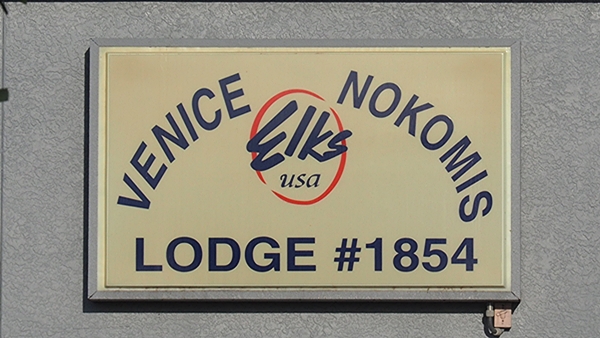 VENICE NOKOMIS
Elks
usa
LODGE #1854